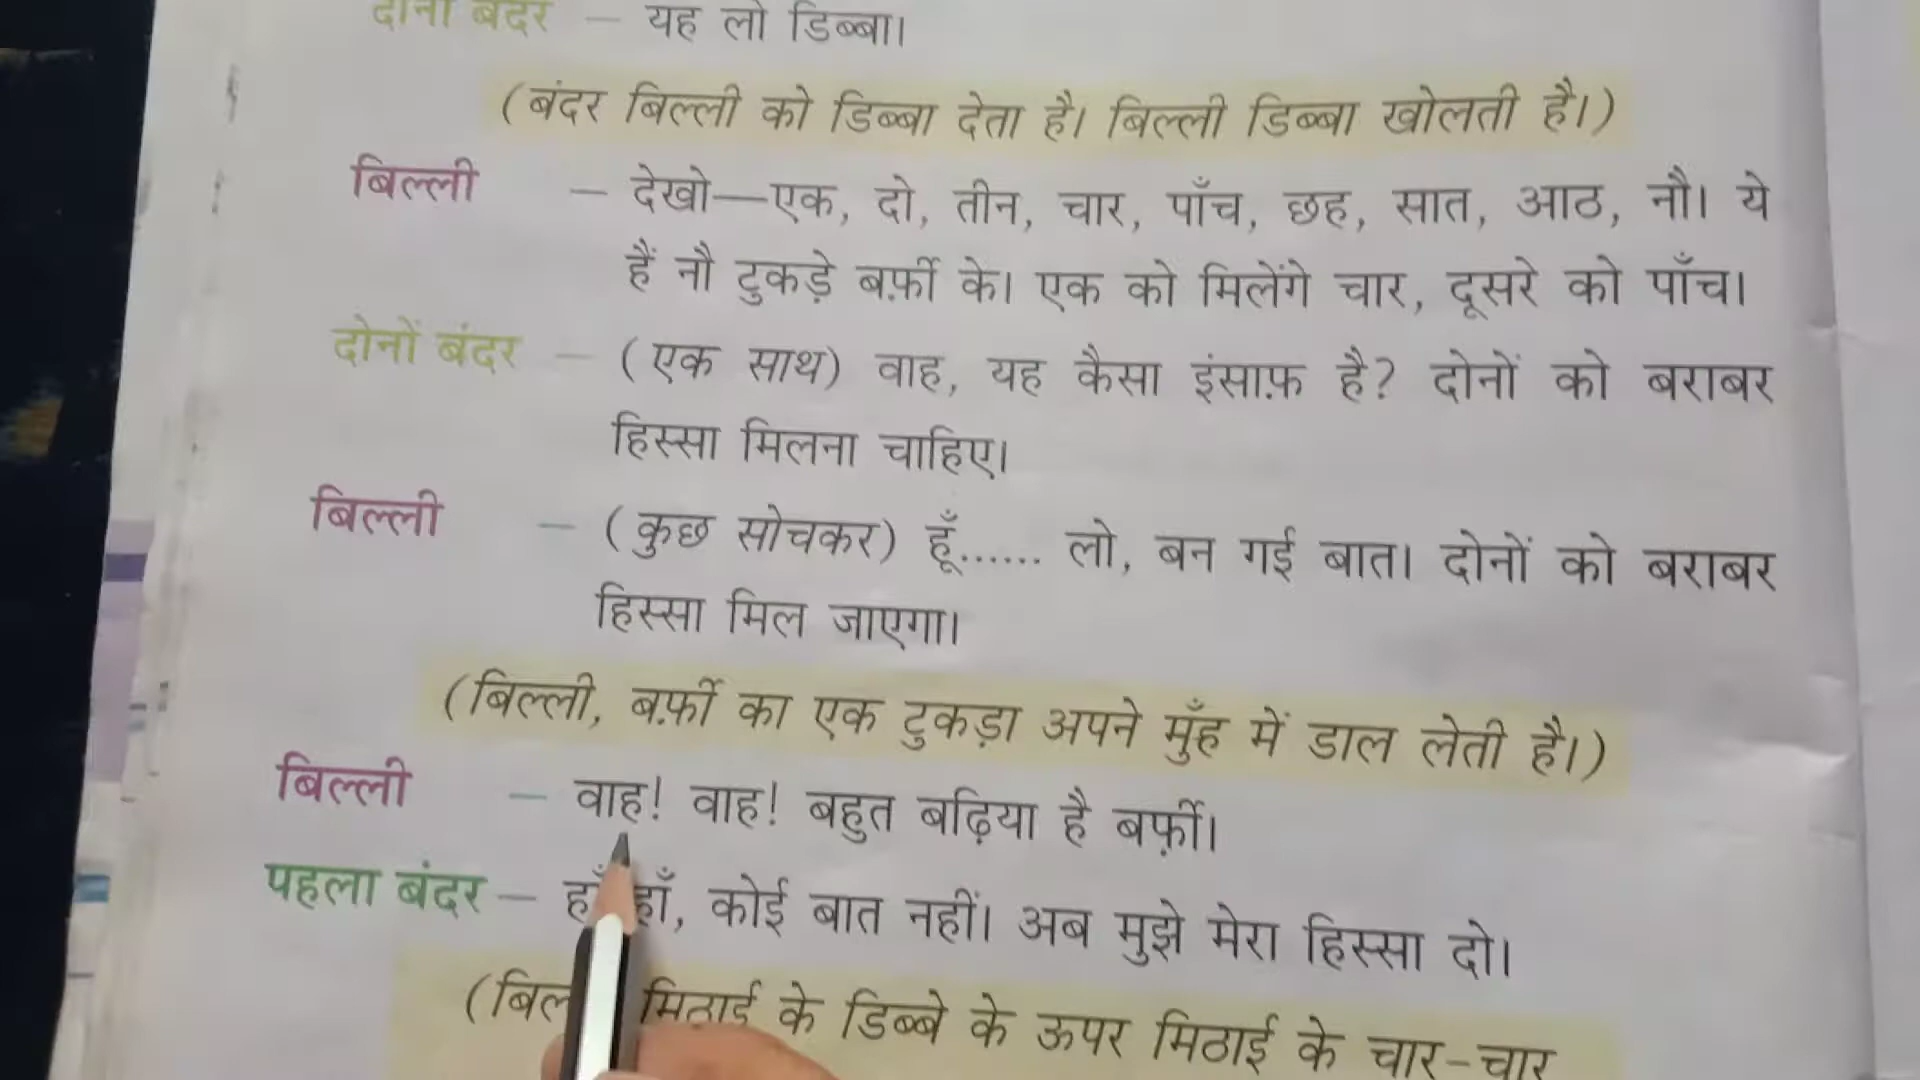 दोनों बंदर – यह लो डिब्बा।
(बंदर बिल्ली को डिब्बा देता है। बिल्ली डिब्बा खोलती है।)
बिल्ली – देखो—एक, दो, तीन, चार, पाँच, छह, सात, आठ, नौ। ये
हैं नौ टुकड़े बर्फ़ी के। एक को मिलेंगे चार, दूसरे को पाँच।
दोनों बंदर – (एक साथ) वाह, यह कैसा इंसाफ़ है? दोनों को बराबर
हिस्सा मिलना चाहिए।
बिल्ली – (कुछ सोचकर) हूँ...... लो, बन गई बात। दोनों को बराबर
हिस्सा मिल जाएगा।
(बिल्ली, बर्फ़ी का एक टुकड़ा अपने मुँह में डाल लेती है।)
बिल्ली – वाह! वाह! बहुत बढ़िया है बर्फ़ी।
पहला बंदर – हाँ हाँ, कोई बात नहीं। अब मुझे मेरा हिस्सा दो।
मिठाई के डिब्बे के ऊपर मिठाई के चार-चार